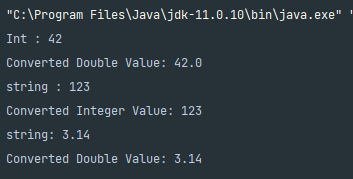 "C:\Program Files\Java\jdk-11.0.10\bin\java.exe" "
Int : 42
Converted Double Value: 42.0
string : 123
Converted Integer Value: 123
string: 3.14
Converted Double Value: 3.14